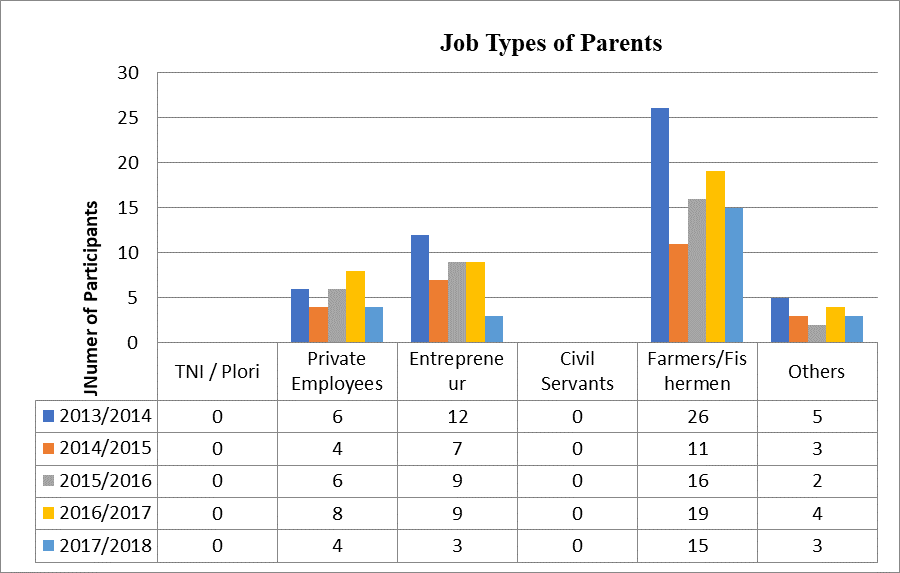 Job Types of Parents
JNumer of Participants
30
25
20
15
10
5
0
TNI / Plori Private Employees Entreprene ur Civil Servants Farmers/Fis hermen Others
2013/2014 0 6 12 0 26 5
2014/2015 0 4 7 0 11 3
2015/2016 0 6 9 0 16 2
2016/2017 0 8 9 0 19 4
2017/2018 0 4 3 0 15 3